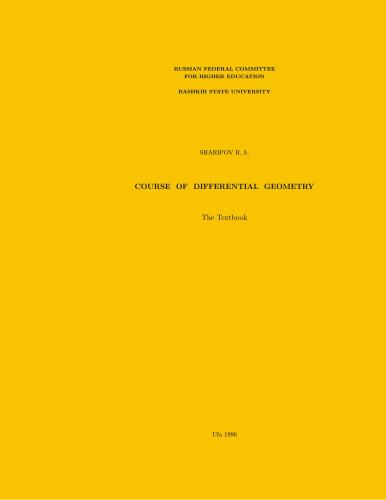 RUSSIAN FEDERAL COMMITTEE
FOR HIGHER EDUCATION
BASHKIR STATE UNIVERSITY
SHARIPOV R. A.
COURSE OF DIFFERENTIAL GEOMETRY
The Textbook
Ufa 1996